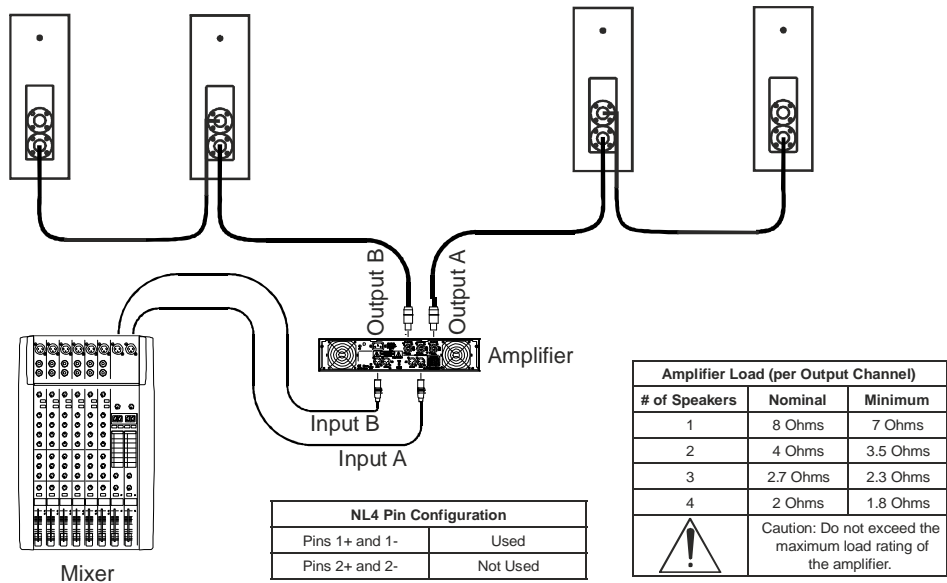 Output B
Output A
Amplifier
Input B
Input A
Mixer
NL4 Pin Configuration
Pins 1+ and 1- Used
Pins 2+ and 2- Not Used
Amplifier Load (per Output Channel)
# of Speakers Nominal Minimum
1 8 Ohms 7 Ohms
2 4 Ohms 3.5 Ohms
3 2.7 Ohms 2.3 Ohms
4 2 Ohms 1.8 Ohms
!
Caution: Do not exceed the
maximum load rating of
the amplifier.